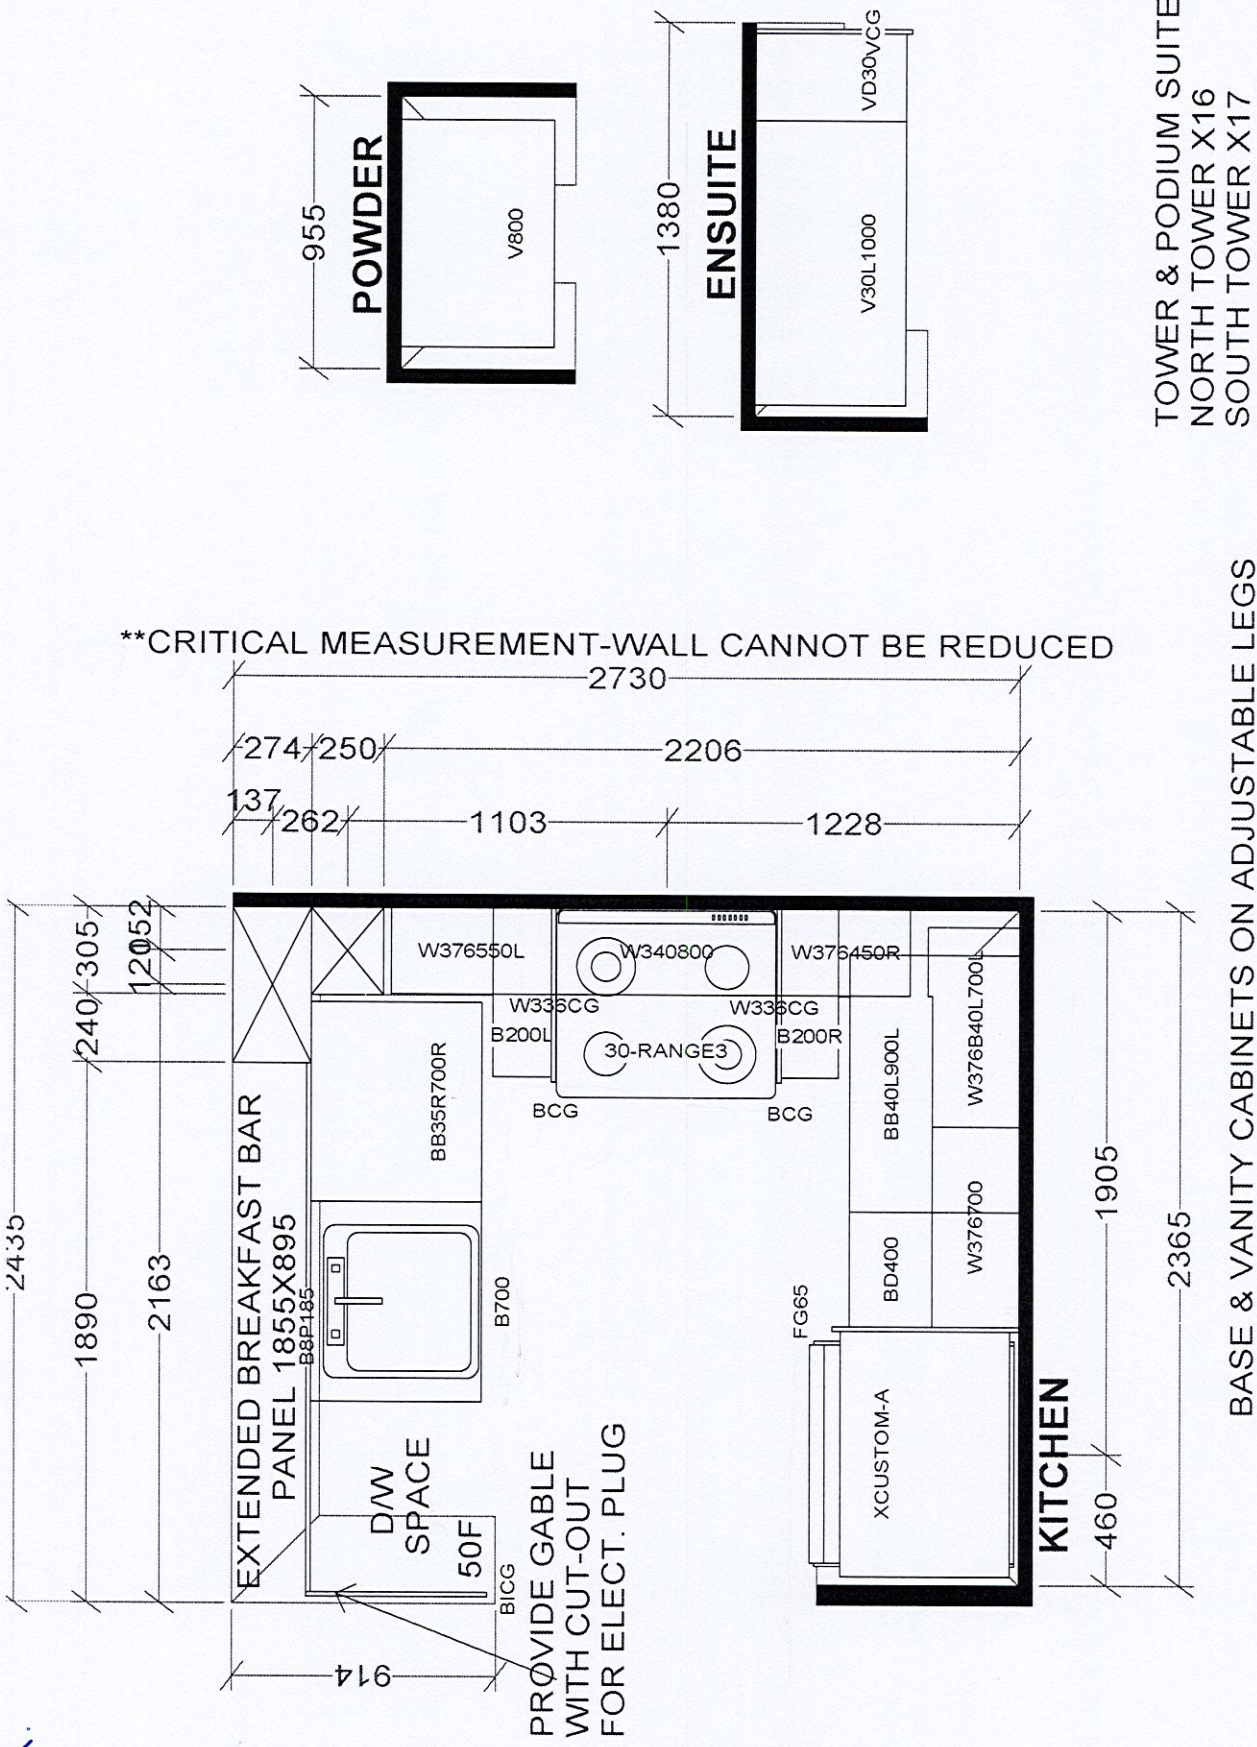 955
POWDER
V800
1380
ENSUITE
VD30VCG
V30L1000
TOWER & PODIUM SUITE
NORTH TOWER X16
SOUTH TOWER X17
**CRITICAL MEASUREMENT-WALL CANNOT BE REDUCED
2730
274
250
2206
137
262
1103
1228
2435
305
240
1890
52
120
2163
W376550L
W340800
W376450R
W336CG
W336CG
B200L
30-RANGE3
B200R
BCG
BCG
BB35R700R
BB40L900L
W376B40L700L
EXTENDED BREAKFAST BAR
PANEL 1855X895
B8P185
B700
BD400
W376700
FG65
XCUSTOM-A
D/W
SPACE
50F
BICG
914
PROVIDE GABLE
WITH CUT-OUT
FOR ELECT. PLUG
KITCHEN
1905
460
2365
BASE & VANITY CABINETS ON ADJUSTABLE LEGS